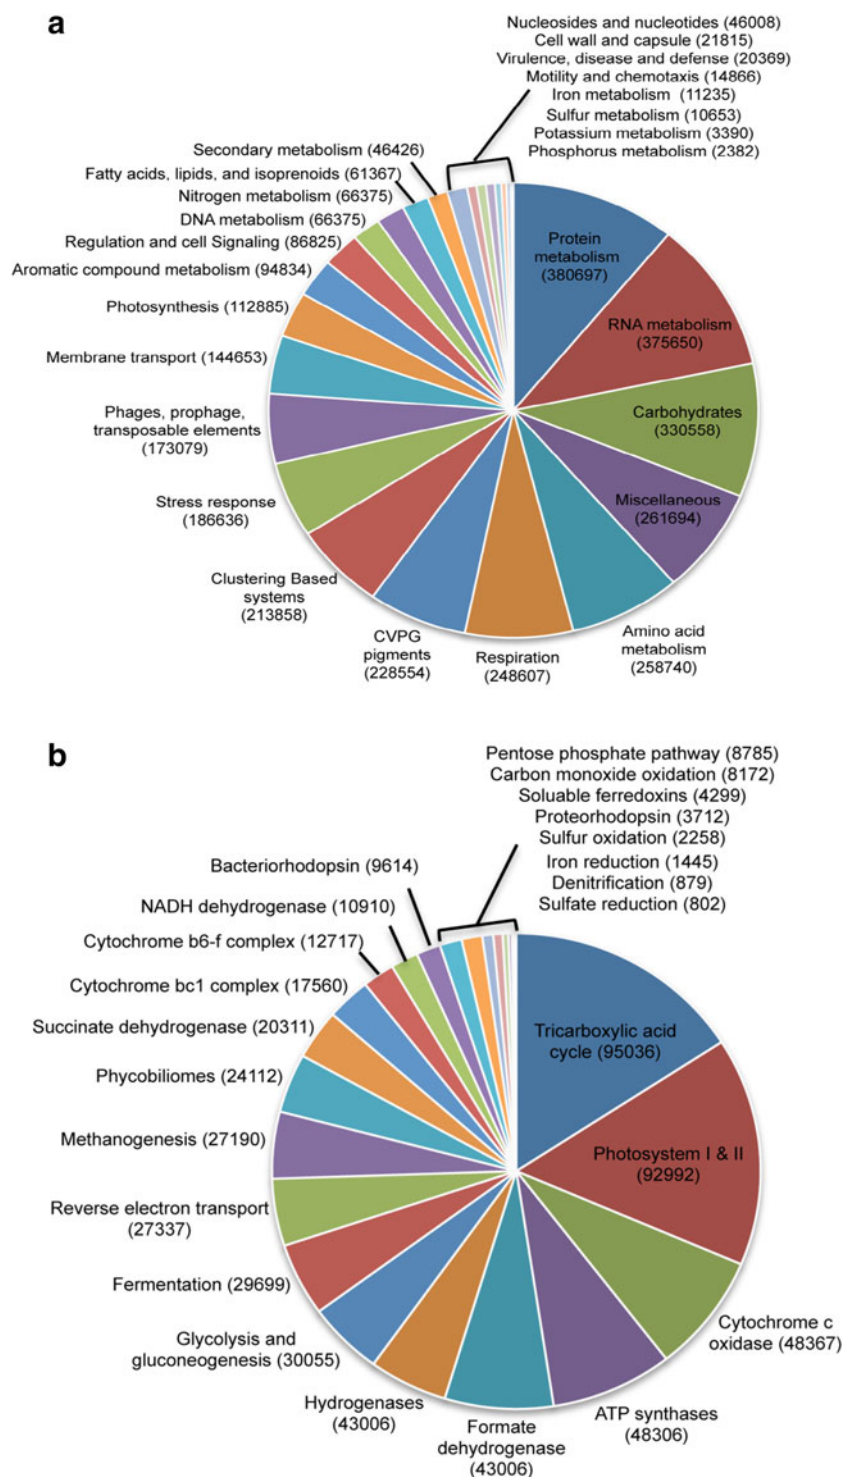 a
Nucleosides and nucleotides (46008)
Cell wall and capsule (21815)
Virulence, disease and defense (20369)
Motility and chemotaxis (14866)
Iron metabolism (11235)
Sulfur metabolism (10653)
Potassium metabolism (3390)
Phosphorus metabolism (2382)
Secondary metabolism (46426)
Fatty acids, lipids, and isoprenoids (61367)
Nitrogen metabolism (66375)
DNA metabolism (66375)
Regulation and cell Signaling (86825)
Aromatic compound metabolism (94834)
Photosynthesis (112885)
Membrane transport (144653)
Phages, prophage,
transposable elements
(173079)
Stress response
(186636)
Clustering Based
systems
(213858)
CVPG
pigments
(228554)
Respiration
(248607)
Amino acid
metabolism
(258740)
Miscellaneous
(261694)
Carbohydrates
(330558)
RNA metabolism
(375650)
Protein
metabolism
(380697)
b
Pentose phosphate pathway (8785)
Carbon monoxide oxidation (8172)
Soluable ferredoxins (4299)
Proteorhodopsin (3712)
Sulfur oxidation (2258)
Iron reduction (1445)
Denitrification (879)
Sulfate reduction (802)
Bacteriorhodopsin (9614)
NADH dehydrogenase (10910)
Cytochrome b6-f complex (12717)
Cytochrome bc1 complex (17560)
Succinate dehydrogenase (20311)
Phycobiliomes (24112)
Methanogenesis (27190)
Reverse electron transport
(27337)
Fermentation (29699)
Glycolysis and
gluconeogenesis (30055)
Hydrogenases
(43006)
Formate
dehydrogenase
(43006)
ATP synthases
(48306)
Cytochrome c
oxidase (48367)
Photosystem I & II
(92992)
Tricarboxylic acid
cycle (95036)